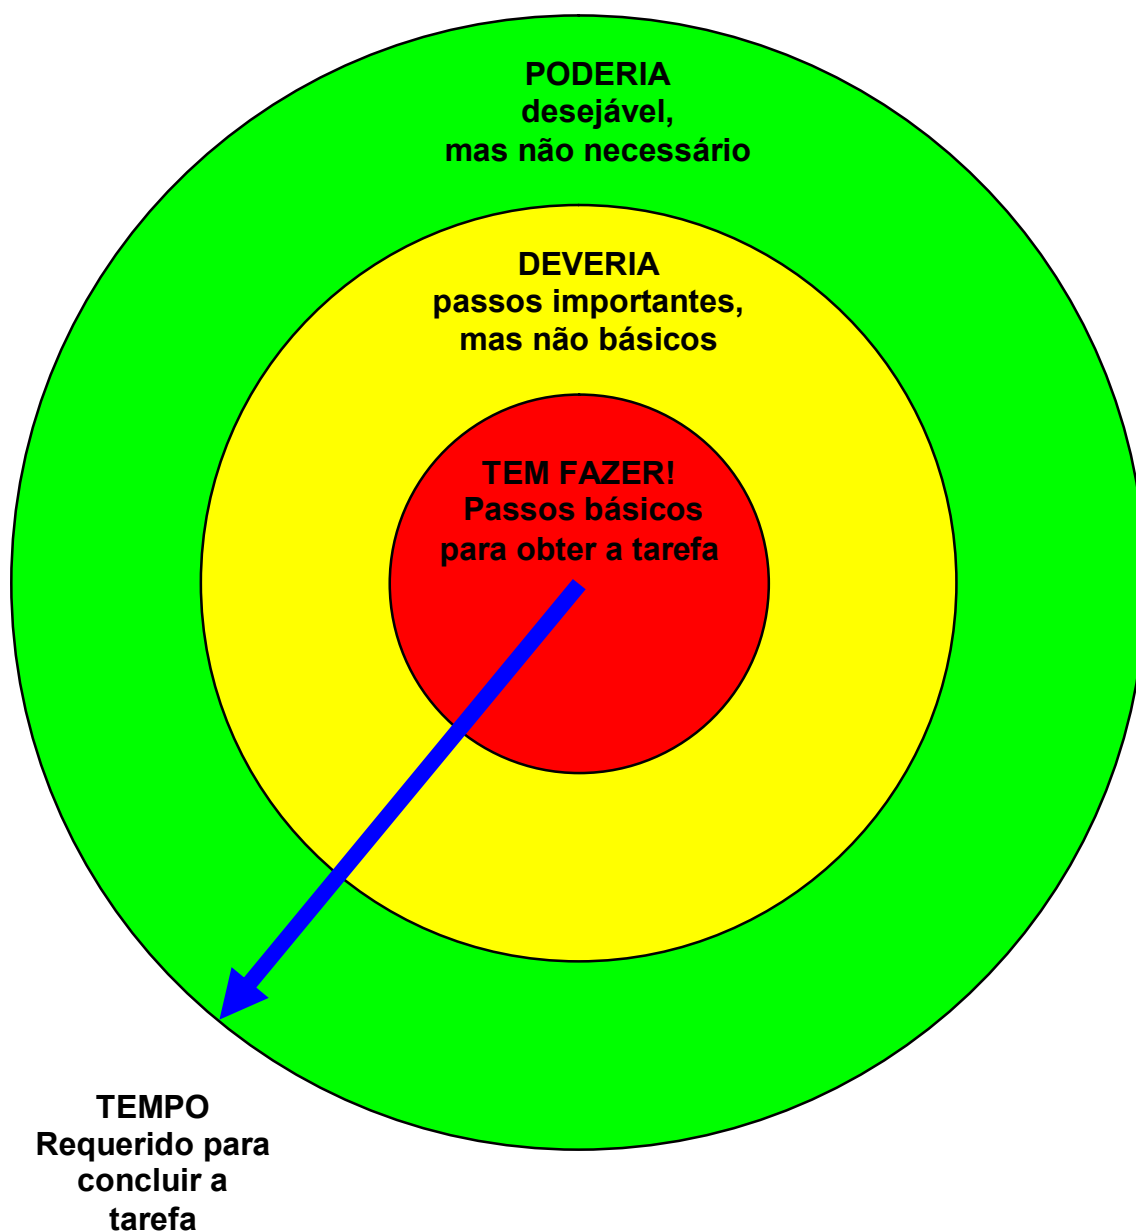 PODERIA
desejável,
mas não necessário
DEVERIA
passos importantes,
mas não básicos
TEM FAZER!
Passos básicos
para obter a tarefa
TEMPO
Requerido para
concluir a
tarefa